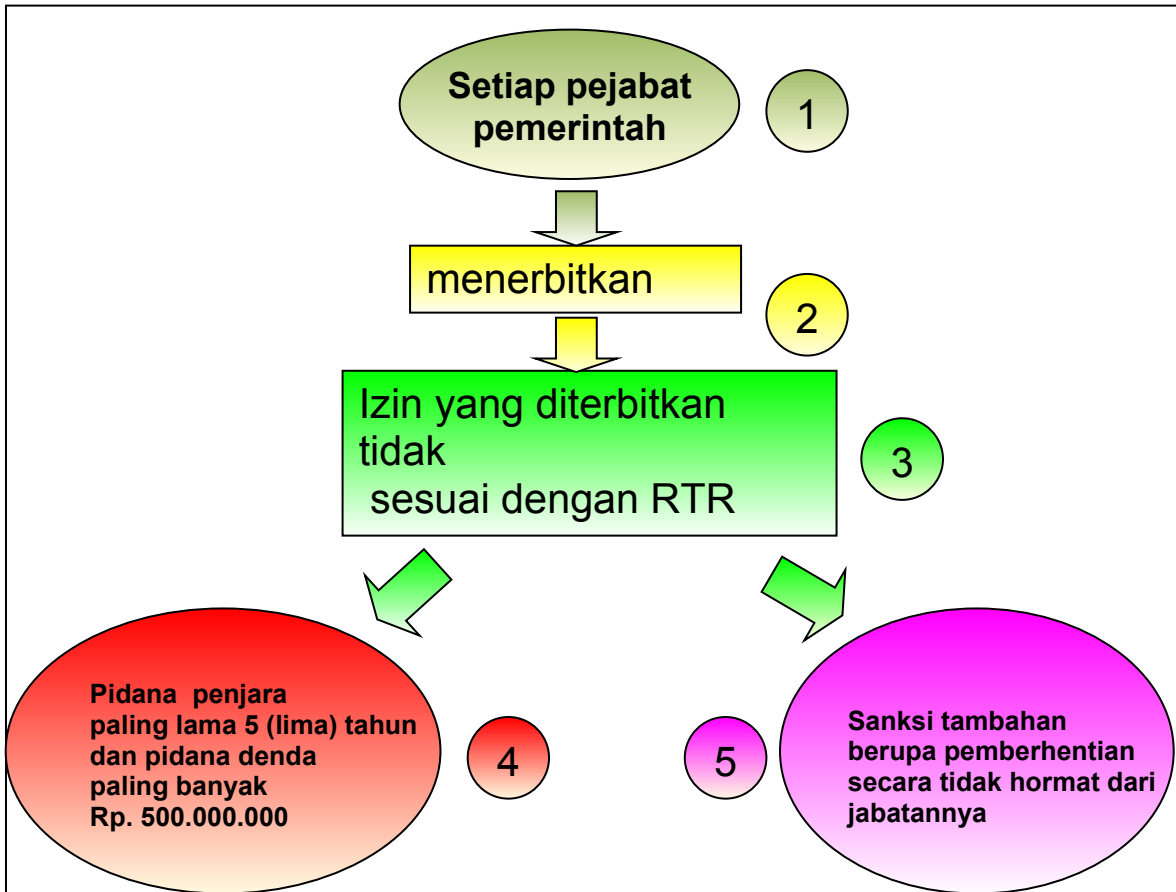 Setiap pejabat
pemerintah
1
menerbitkan
2
Izin yang diterbitkan
tidak
sesuai dengan RTR
3
Pidana penjara
paling lama 5 (lima) tahun
dan pidana denda
paling banyak
Rp. 500.000.000
4
5
Sanksi tambahan
berupa pemberhentian
secara tidak hormat dari
jabatannya